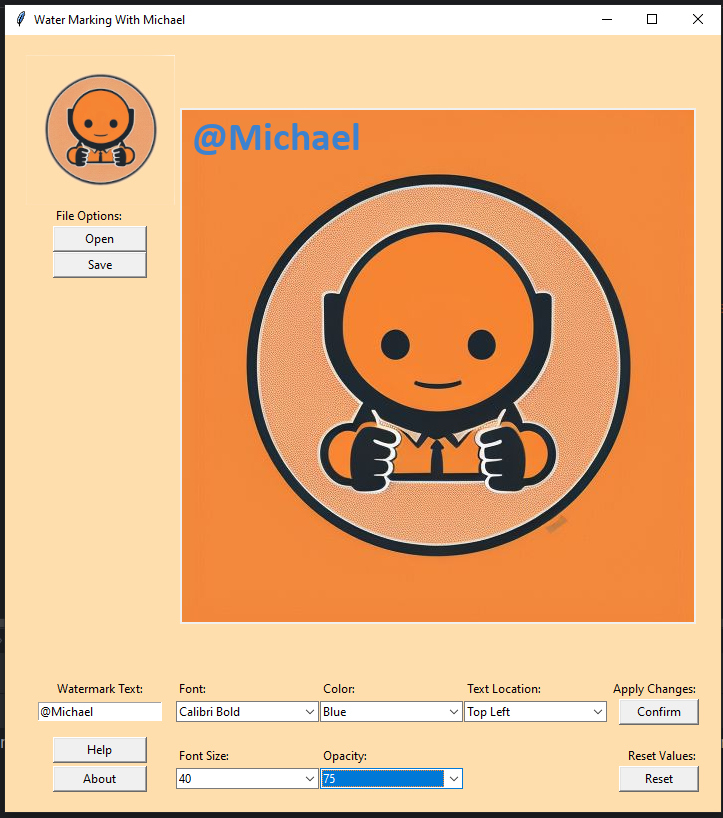 Water Marking With Michael
@Michael
File Options:
Open
Save
Watermark Text:
Font:
Color:
Text Location:
Apply Changes:
@Michael
Calibri Bold
Blue
Top Left
Confirm
Help
About
Font Size:
Opacity:
Reset Values:
40
75
Reset